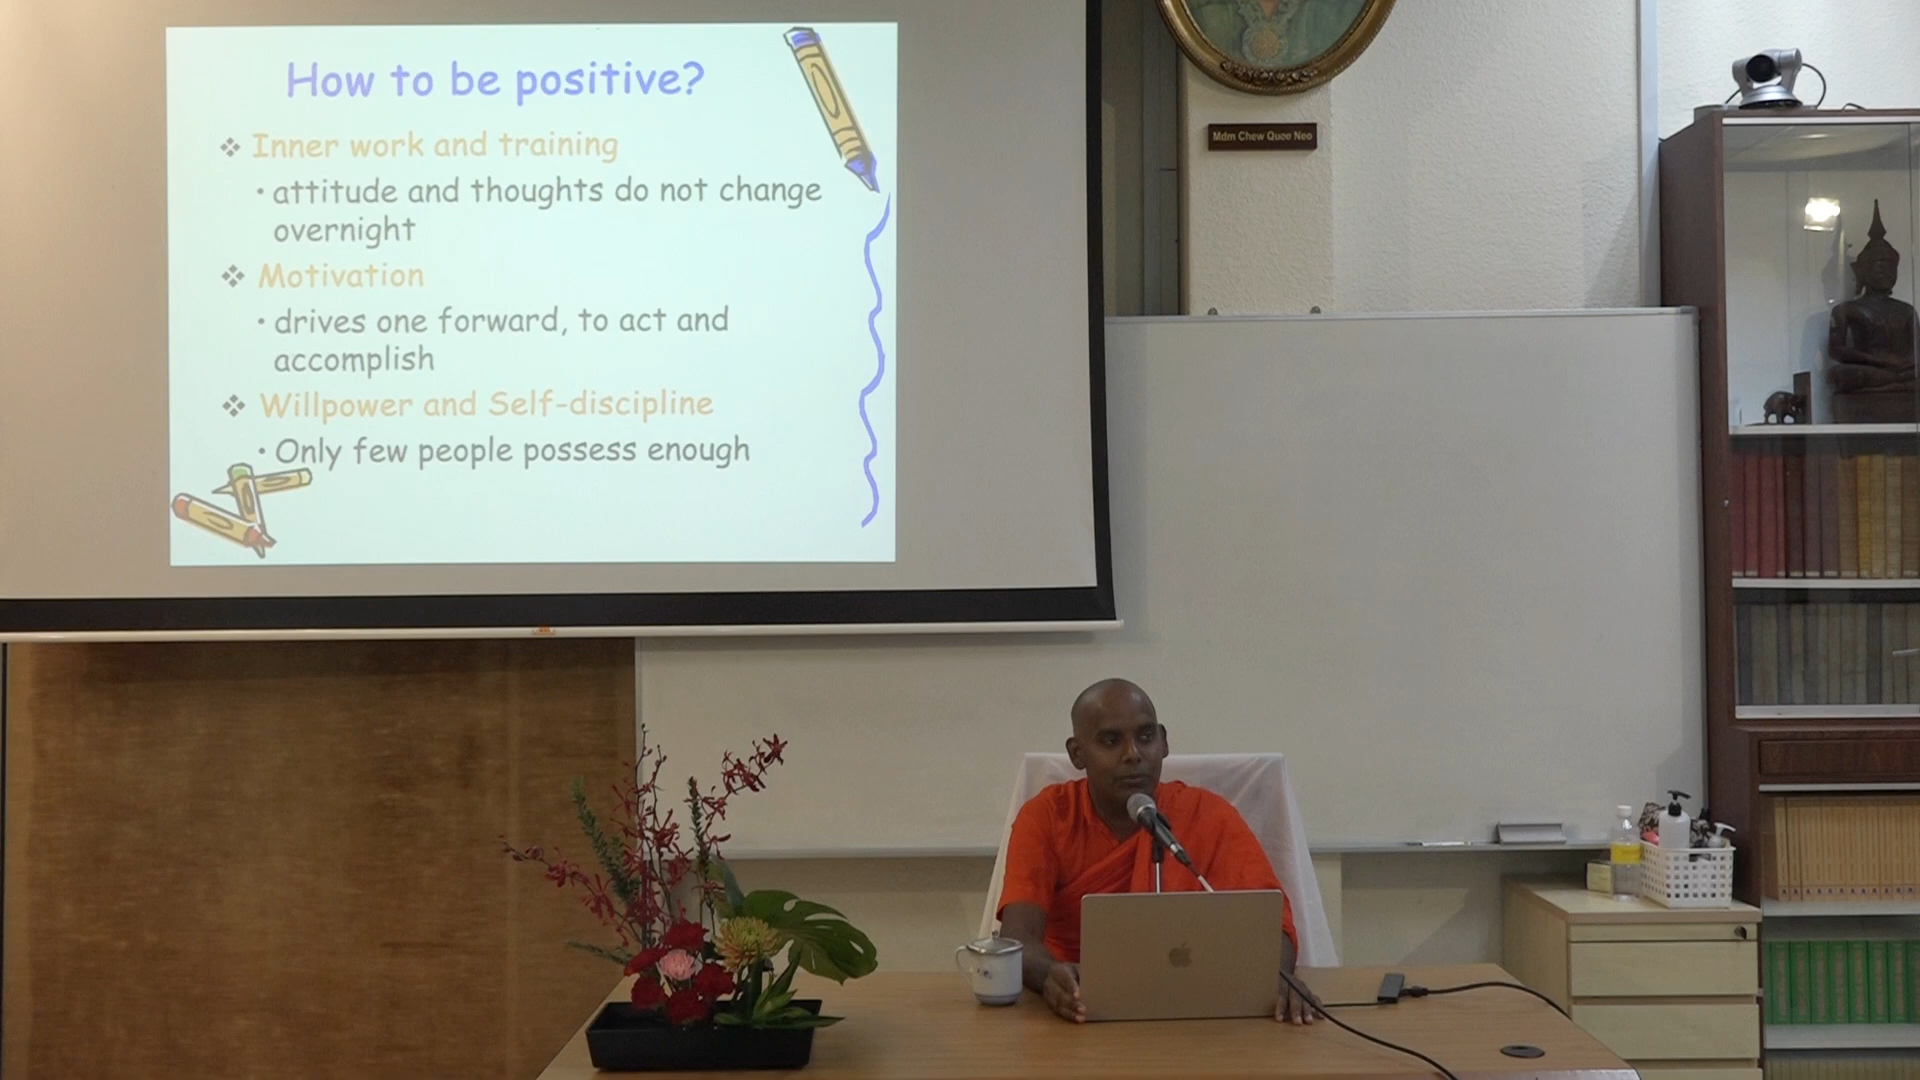 How to be positive?
❖ Inner work and training
• attitude and thoughts do not change
overnight
❖ Motivation
• drives one forward, to act and
accomplish
❖ Willpower and Self-discipline
• Only few people possess enough
Mdm Chew Quee Neo